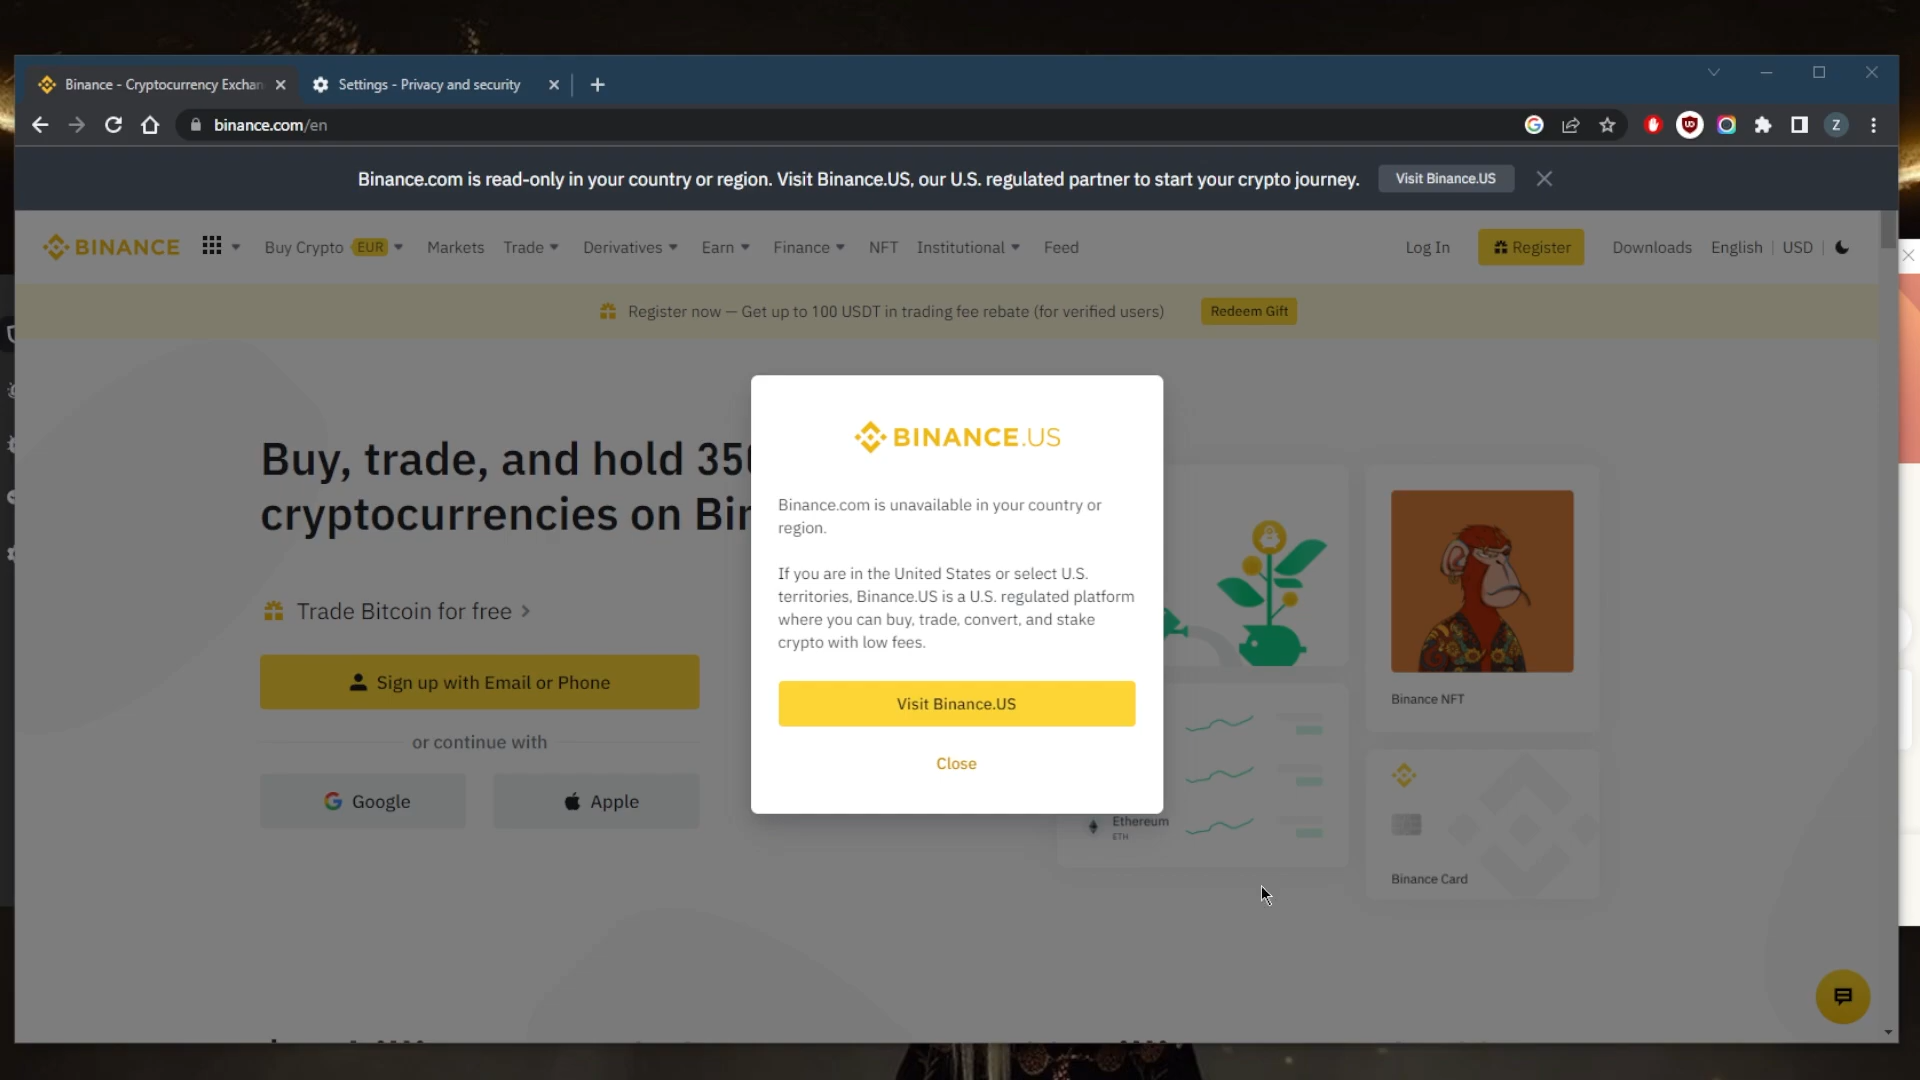 Binance - Cryptocurrency Exchan
Settings - Privacy and security
binance.com/en
Z
Binance.com is read-only in your country or region. Visit Binance.US, our U.S. regulated partner to start your crypto journey.
Visit Binance.US
BINANCE
Buy Crypto EUR
Markets
Trade
Derivatives
Earn
Finance
NFT
Institutional
Feed
Log In
Register
Downloads
English
USD
Register now — Get up to 100 USDT in trading fee rebate (for verified users)
Redeem Gift
Buy, trade, and hold 350
cryptocurrencies on Bin
Trade Bitcoin for free
Sign up with Email or Phone
or continue with
Google
Apple
BINANCE.US
Binance.com is unavailable in your country or
region.
If you are in the United States or select U.S.
territories, Binance.US is a U.S. regulated platform
where you can buy, trade, convert, and stake
crypto with low fees.
Visit Binance.US
Close
Ethereum
ETH
Binance NFT
Binance Card